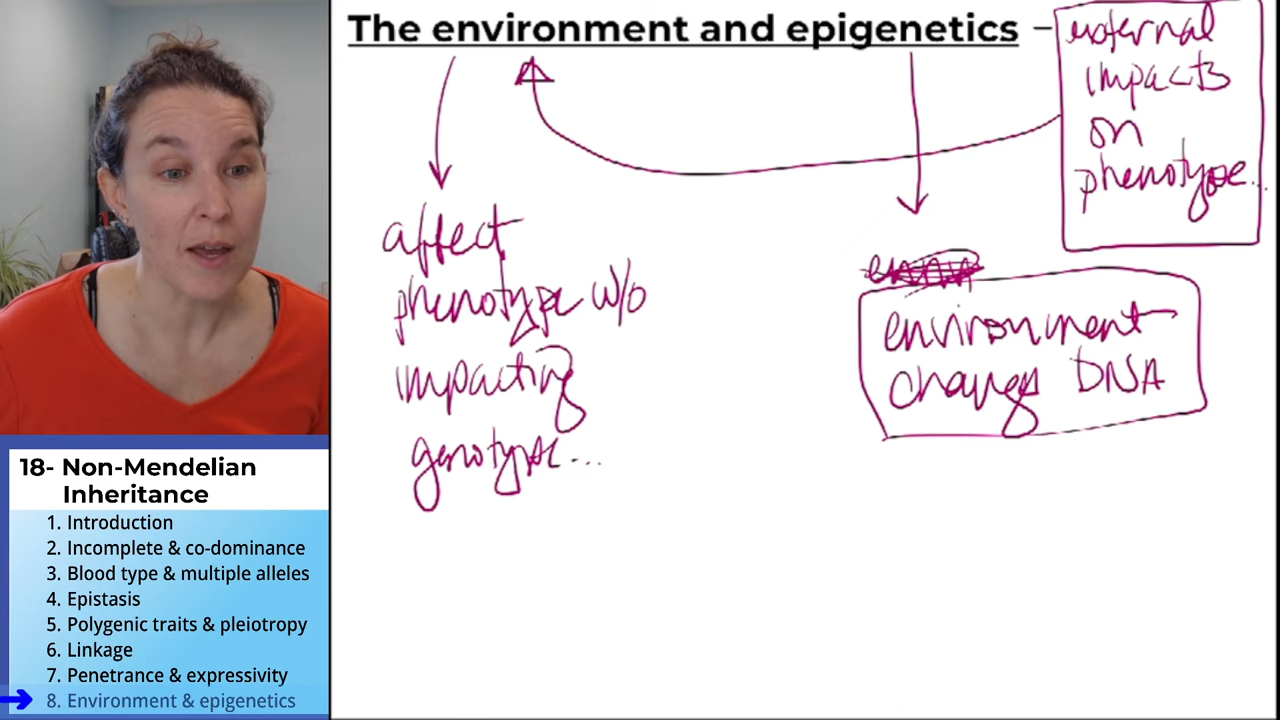 The environment and epigenetics –
external
impacts
on
phenotype...
affect
phenotype w/o
impacting
genotype...
environment
changes DNA
18- Non-Mendelian
Inheritance
1. Introduction
2. Incomplete & co-dominance
3. Blood type & multiple alleles
4. Epistasis
5. Polygenic traits & pleiotropy
6. Linkage
7. Penetrance & expressivity
8. Environment & epigenetics